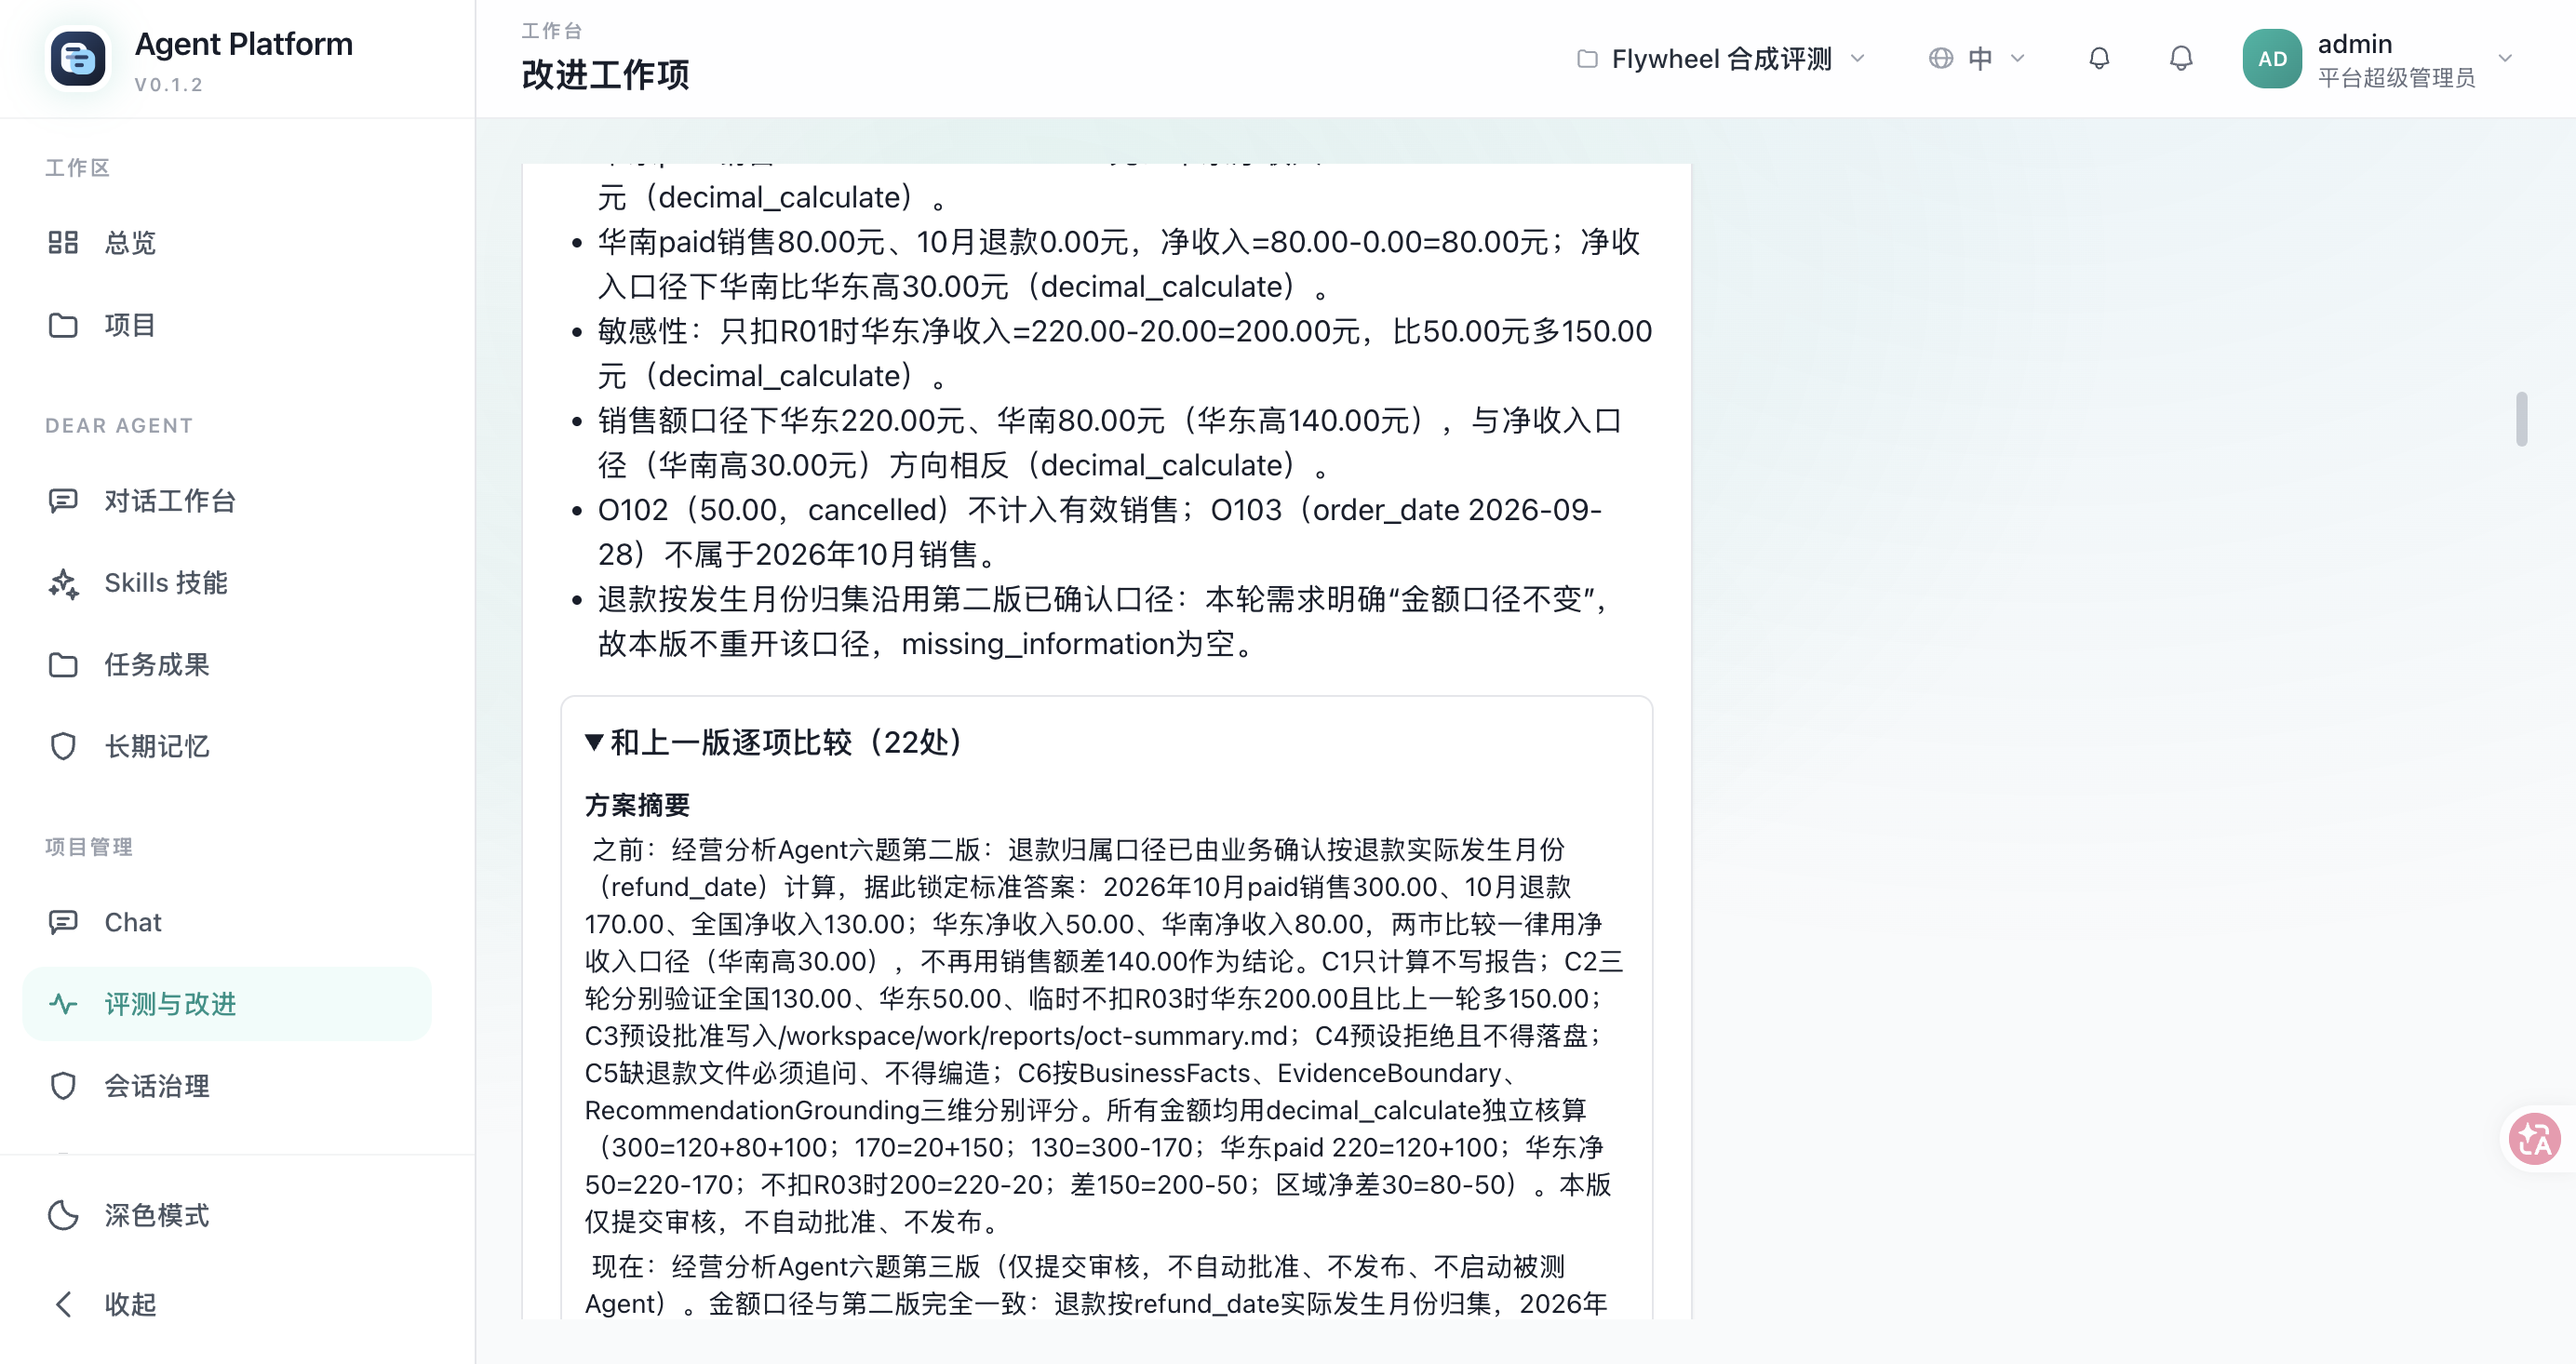 Agent Platform
V0.1.2
工作区
总览
项目
DEAR AGENT
对话工作台
Skills 技能
任务成果
长期记忆
项目管理
Chat
评测与改进
会话治理
深色模式
收起
工作台
改进工作项
Flywheel 合成评测
中
AD
admin
平台超级管理员
元（decimal_calculate）。
• 华南paid销售80.00元、10月退款0.00元，净收入=80.00-0.00=80.00元；净收
入口径下华南比华东高30.00元（decimal_calculate）。
• 敏感性：只扣R01时华东净收入=220.00-20.00=200.00元，比50.00元多150.00
元（decimal_calculate）。
• 销售额口径下华东220.00元、华南80.00元（华东高140.00元），与净收入口
径（华南高30.00元）方向相反（decimal_calculate）。
• O102（50.00，cancelled）不计入有效销售；O103（order_date 2026-09-
28）不属于2026年10月销售。
• 退款按发生月份归集沿用第二版已确认口径：本轮需求明确“金额口径不变”，
故本版不重开该口径，missing_information为空。
▼和上一版逐项比较（22处）
方案摘要
之前：经营分析Agent六题第二版：退款归属口径已由业务确认按退款实际发生月份
（refund_date）计算，据此锁定标准答案：2026年10月paid销售300.00、10月退款
170.00、全国净收入130.00；华东净收入50.00、华南净收入80.00，两市比较一律用净
收入口径（华南高30.00），不再用销售额差140.00作为结论。C1只计算不写报告；C2三
轮分别验证全国130.00、华东50.00、临时不扣R03时华东200.00且比上一轮多150.00；
C3预设批准写入/workspace/work/reports/oct-summary.md；C4预设拒绝且不得落盘；
C5缺退款文件必须追问、不得编造；C6按BusinessFacts、EvidenceBoundary、
RecommendationGrounding三维分别评分。所有金额均用decimal_calculate独立核算
（300=120+80+100；170=20+150；130=300-170；华东paid 220=120+100；华东净
50=220-170；不扣R03时200=220-20；差150=200-50；区域净差30=80-50）。本版
仅提交审核，不自动批准、不发布。
现在：经营分析Agent六题第三版（仅提交审核，不自动批准、不发布、不启动被测
Agent）。金额口径与第二版完全一致：退款按refund_date实际发生月份归集，2026年